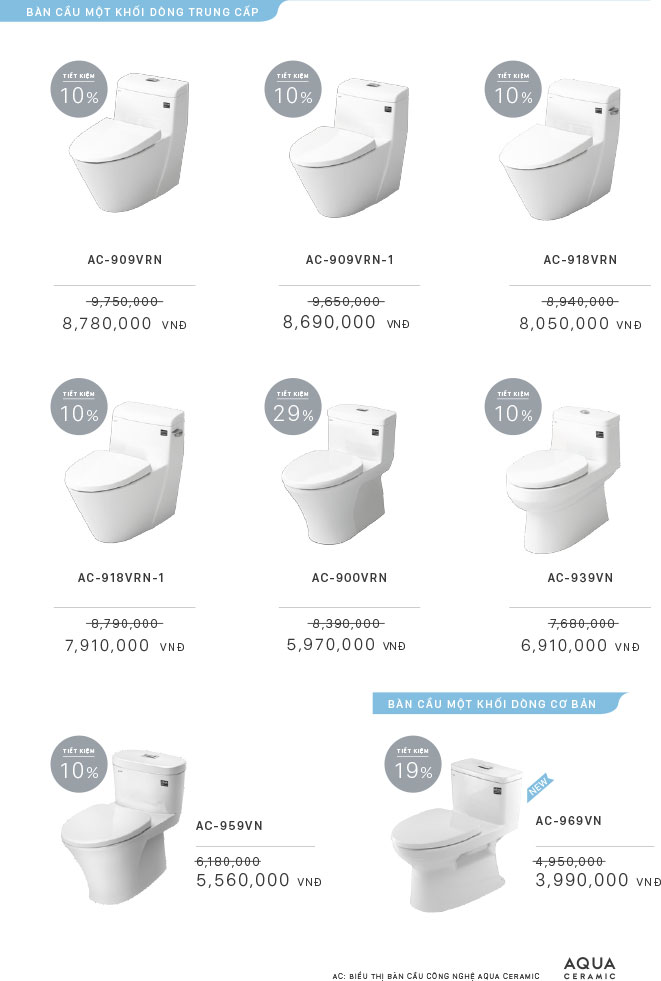 BÀN CẦU MỘT KHỐI DÒNG TRUNG CẤP
TIẾT KIỆM
10%
TIẾT KIỆM
10%
TIẾT KIỆM
10%
AC-909VRN
AC-909VRN-1
AC-918VRN
9,750,000
9,650,000
8,940,000
8,780,000 VNĐ
8,690,000 VNĐ
8,050,000 VNĐ
TIẾT KIỆM
10%
TIẾT KIỆM
29%
TIẾT KIỆM
10%
AC-918VRN-1
AC-900VRN
AC-939VN
8,790,000
8,390,000
7,680,000
7,910,000 VNĐ
5,970,000 VNĐ
6,910,000 VNĐ
BÀN CẦU MỘT KHỐI DÒNG CƠ BẢN
TIẾT KIỆM
10%
AC-959VN
6,180,000
5,560,000 VNĐ
TIẾT KIỆM
19%
NEW
AC-969VN
4,950,000
3,990,000 VNĐ
AC: BIỂU THỊ BÀN CẦU CÔNG NGHỆ AQUA CERAMIC
AQUA
CERAMIC